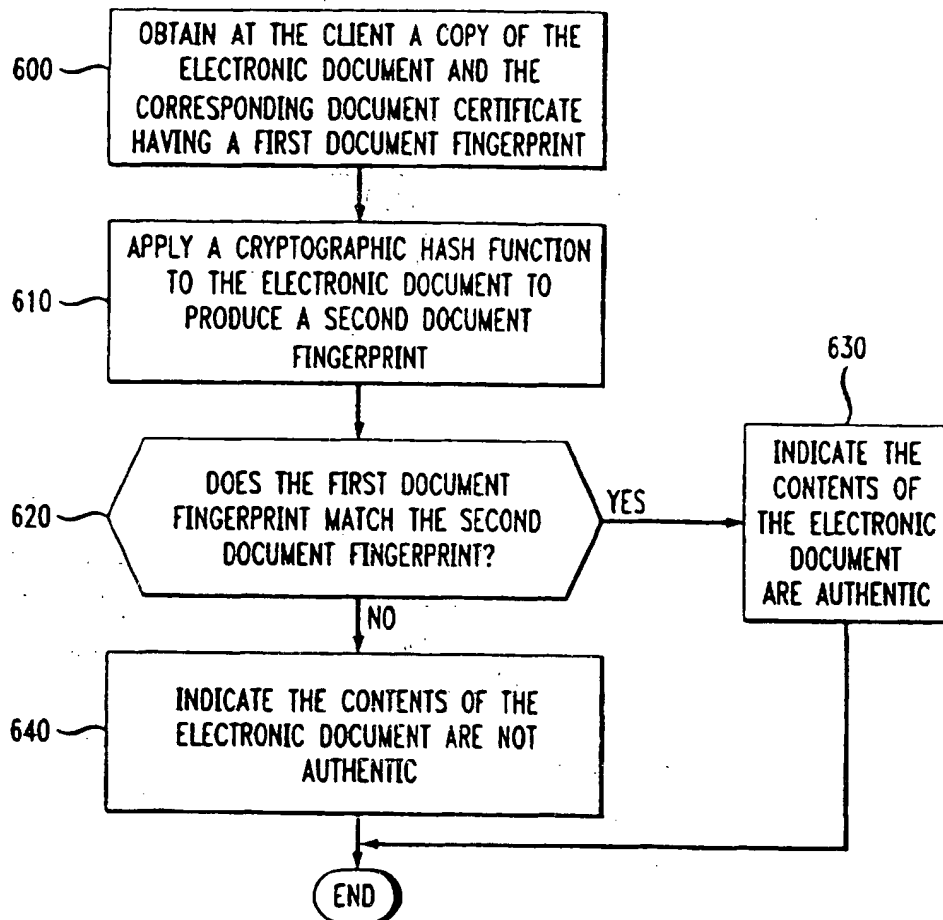 600
OBTAIN AT THE CLIENT A COPY OF THE
ELECTRONIC DOCUMENT AND THE
CORRESPONDING DOCUMENT CERTIFICATE
HAVING A FIRST DOCUMENT FINGERPRINT
610
APPLY A CRYPTOGRAPHIC HASH FUNCTION
TO THE ELECTRONIC DOCUMENT TO
PRODUCE A SECOND DOCUMENT
FINGERPRINT
620
DOES THE FIRST DOCUMENT
FINGERPRINT MATCH THE SECOND
DOCUMENT FINGERPRINT?
YES
630
INDICATE THE
CONTENTS OF
THE ELECTRONIC
DOCUMENT
ARE AUTHENTIC
NO
640
INDICATE THE CONTENTS OF THE
ELECTRONIC DOCUMENT ARE NOT
AUTHENTIC
END